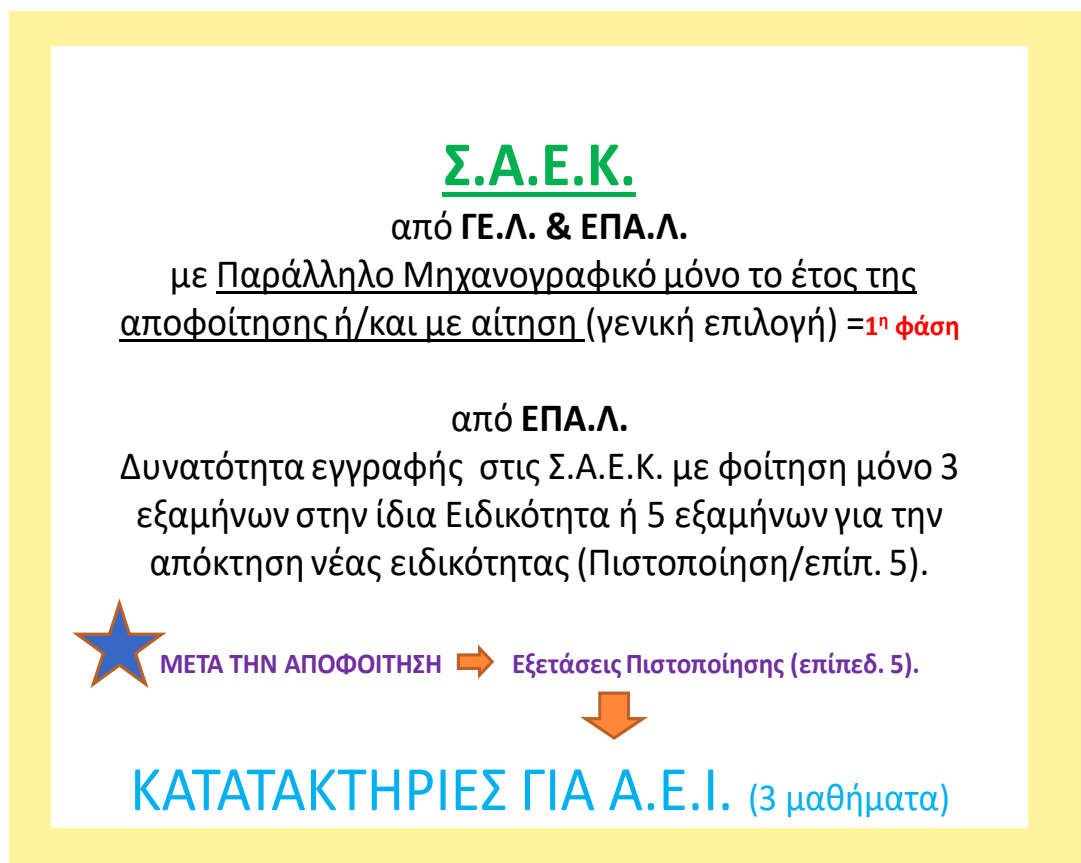 Σ.Α.Ε.Κ.
από ΓΕ.Λ. & ΕΠΑ.Λ.
με Παράλληλο Μηχανογραφικό μόνο το έτος της
αποφοίτησης ή/και με αίτηση (γενική επιλογή) =1η φάση
από ΕΠΑ.Λ.
Δυνατότητα εγγραφής στις Σ.Α.Ε.Κ. με φοίτηση μόνο 3
εξαμήνων στην ίδια Ειδικότητα ή 5 εξαμήνων για την
απόκτηση νέας ειδικότητας (Πιστοποίηση/επίπ. 5).
ΜΕΤΑ ΤΗΝ ΑΠΟΦΟΙΤΗΣΗ Εξετάσεις Πιστοποίησης (επίπεδ. 5).
ΚΑΤΑΤΑΚΤΗΡΙΕΣ ΓΙΑ Α.Ε.Ι. (3 μαθήματα)